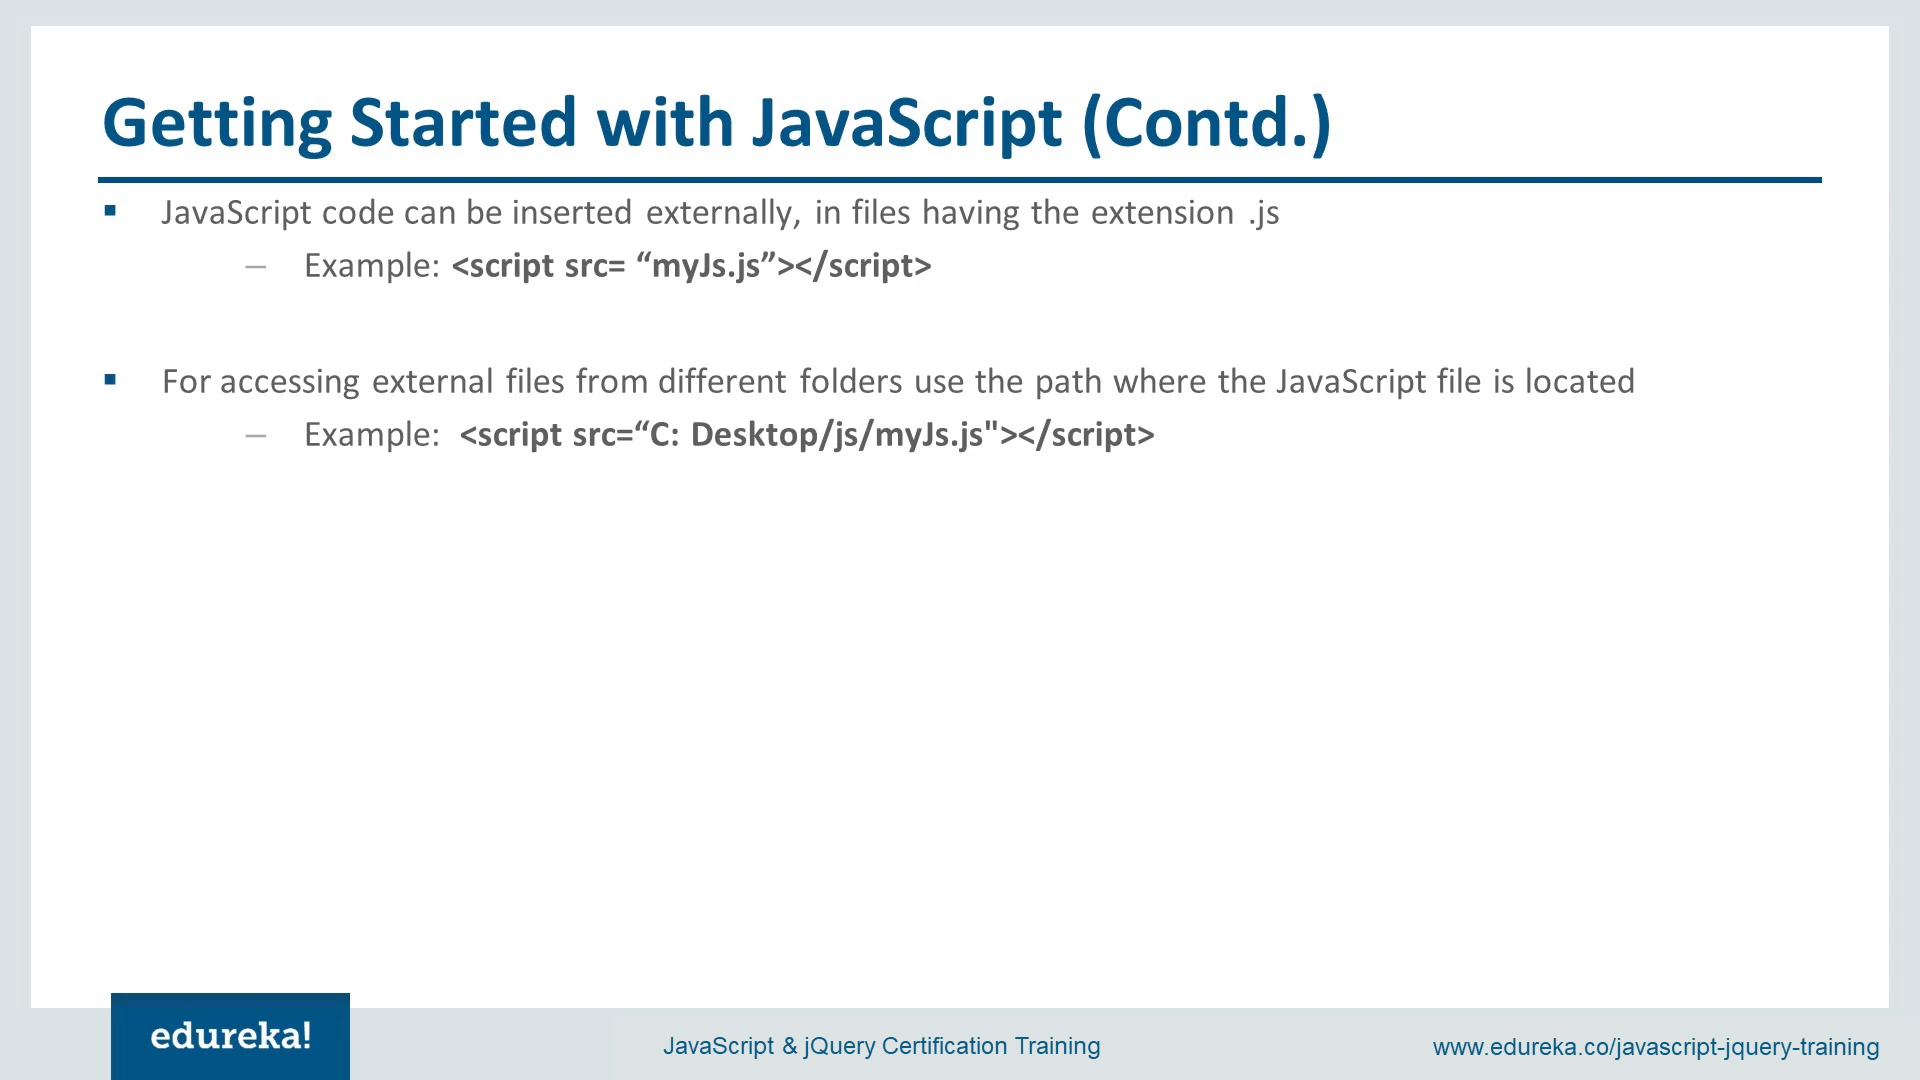 Getting Started with JavaScript (Contd.)
▪ JavaScript code can be inserted externally, in files having the extension .js
– Example: <script src= “myJs.js”></script>
▪ For accessing external files from different folders use the path where the JavaScript file is located
– Example: <script src=“C: Desktop/js/myJs.js"></script>
edureka!
JavaScript & jQuery Certification Training
www.edureka.co/javascript-jquery-training